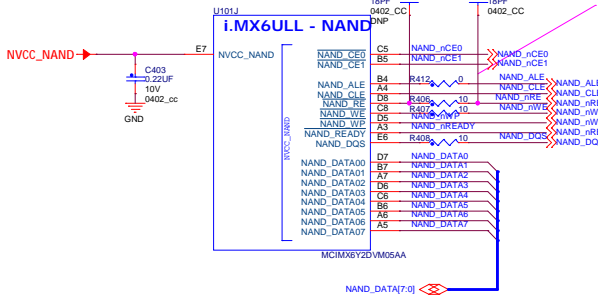 18PF
0402_CC
DNP
18PF
0402_CC
U101J
i.MX6ULL - NAND
NVCC_NAND
E7
NVCC_NAND
C403
0.22UF
10V
0402_cc
GND
NVCC_NAND
NAND_CE0 C5 NAND_nCE0 NAND_nCE0
NAND_CE1 B5 NAND_nCE1 NAND_nCE1
NAND_ALE B4 R412 0 NAND_ALE NAND_ALE
NAND_CLE A4 NAND_CLE NAND_CL
NAND_RE D8 R406 10 NAND_nRE NAND_nRE
NAND_WE C8 R407 10 NAND_nWE NAND_nW
NAND_WP D5 NAND_nWP NAND_nW
NAND_READY A3 NAND_nREADY NAND_nRE
NAND_DQS E6 R408 10 NAND_DQS NAND_DQ
NAND_DATA00 D7 NAND_DATA0
NAND_DATA01 B7 NAND_DATA1
NAND_DATA02 A7 NAND_DATA2
NAND_DATA03 D6 NAND_DATA3
NAND_DATA04 C6 NAND_DATA4
NAND_DATA05 B6 NAND_DATA5
NAND_DATA06 A6 NAND_DATA6
NAND_DATA07 A5 NAND_DATA7
MCIMX6Y2DVM05AA
NAND_DATA[7:0]